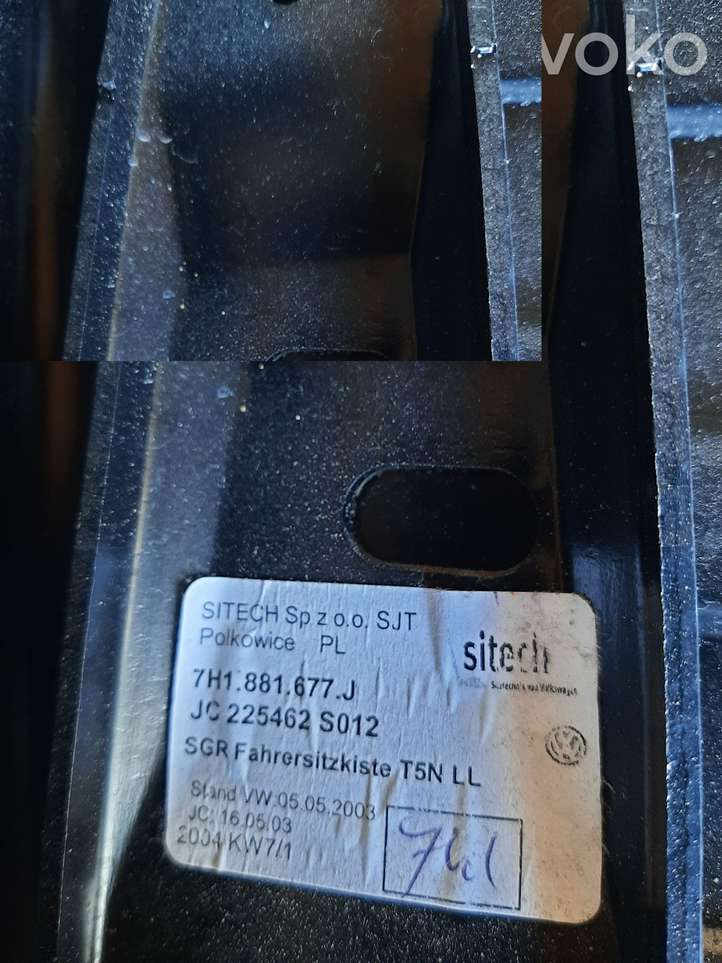 voko
SITECH Sp z o.o. SJT
Polkowice PL
sitech
7H1.881.677.J
JC 225462 S012
SGR Fahrersitzkiste T5N LL
Stand VW:05.05.2003
JC: 16.05/03
2004 KW7/1